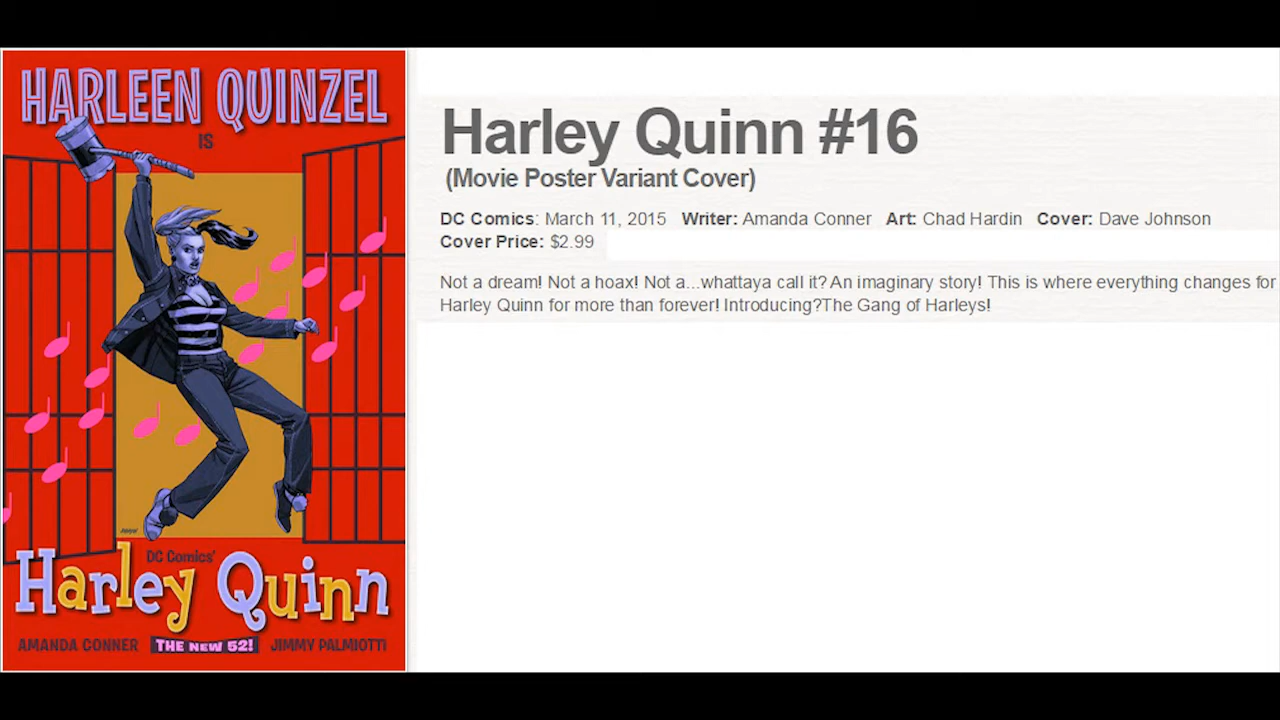 HARLEEN QUINZEL
IS
DC Comics'
Harley Quinn
AMANDA CONNER THE NEW 52! JIMMY PALMIOTTI
Harley Quinn #16
(Movie Poster Variant Cover)
DC Comics: March 11, 2015 Writer: Amanda Conner Art: Chad Hardin Cover: Dave Johnson
Cover Price: $2.99
Not a dream! Not a hoax! Not a...whattaya call it? An imaginary story! This is where everything changes for
Harley Quinn for more than forever! Introducing?The Gang of Harleys!